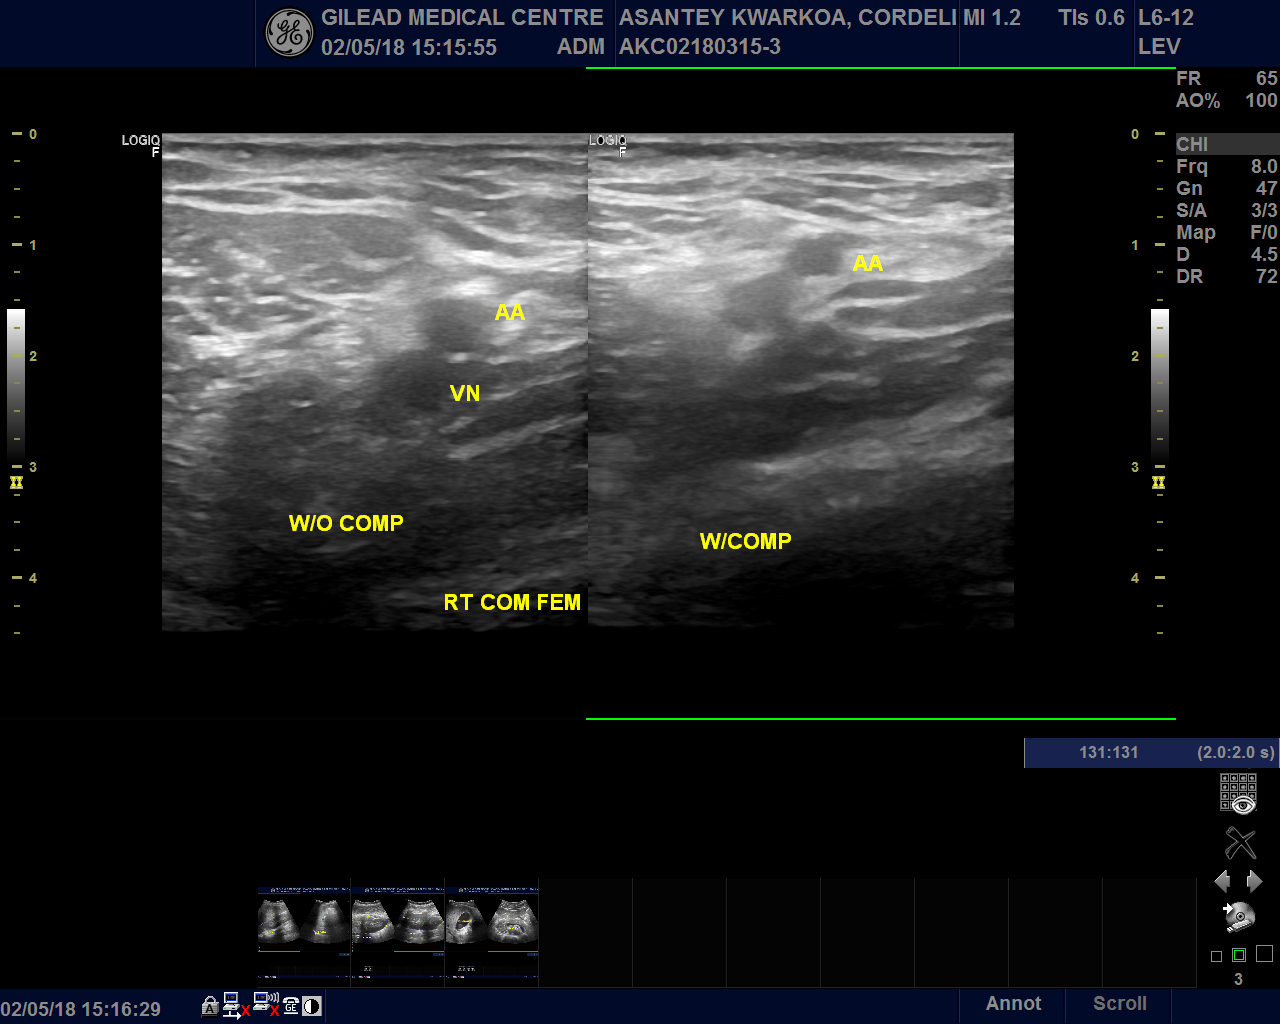 GILEAD MEDICAL CENTRE
02/05/18 15:15:55 ADM
ASANTEY KWARKOA, CORDELI
AKC02180315-3
MI 1.2 TIs 0.6
L6-12
LEV
FR 65
AO% 100
CHI
Frq 8.0
Gn 47
S/A 3/3
Map F/0
D 4.5
DR 72
LOGIQ
F
LOGIQ
F
0
1
2
3
4
0
1
2
3
4
AA
VN
W/O COMP
RT COM FEM
AA
W/COMP
131:131 (2.0:2.0 s)
3
02/05/18 15:16:29
A
GE
Annot
Scroll